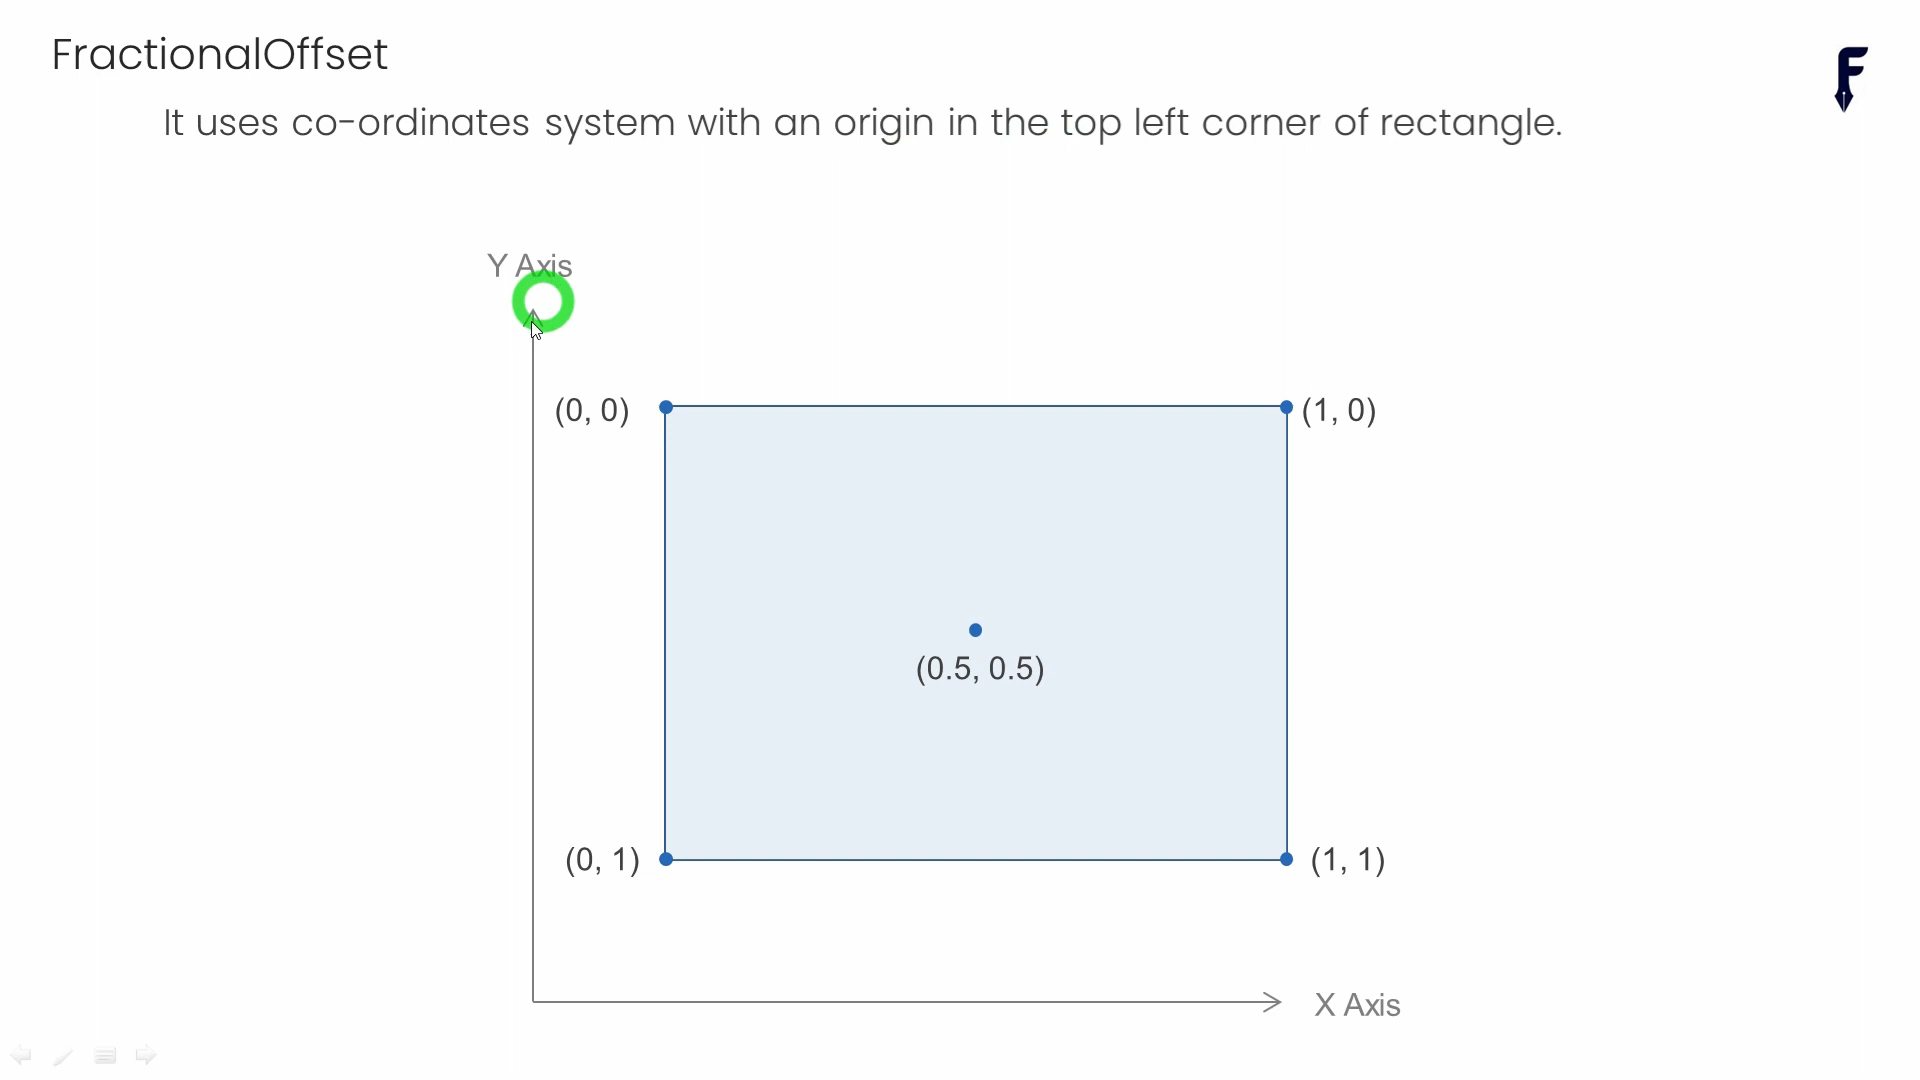 FractionalOffset
It uses co-ordinates system with an origin in the top left corner of rectangle.
Y Axis
(0, 0)
(1, 0)
(0.5, 0.5)
(0, 1)
(1, 1)
X Axis